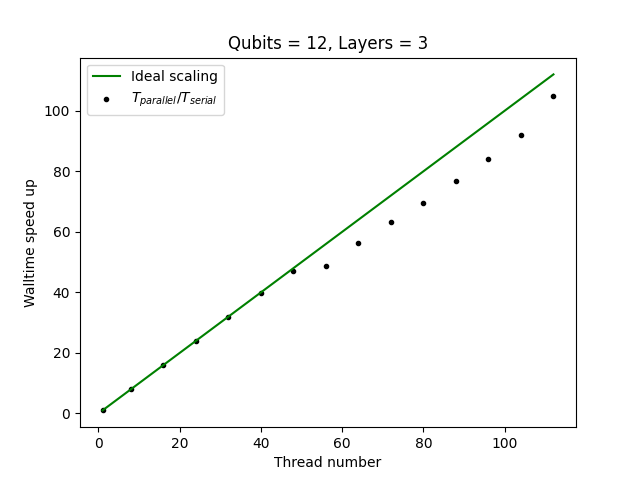 Qubits = 12, Layers = 3
Ideal scaling
T_parallel/T_serial
Walltime speed up
100
80
60
40
20
0
0 20 40 60 80 100
Thread number